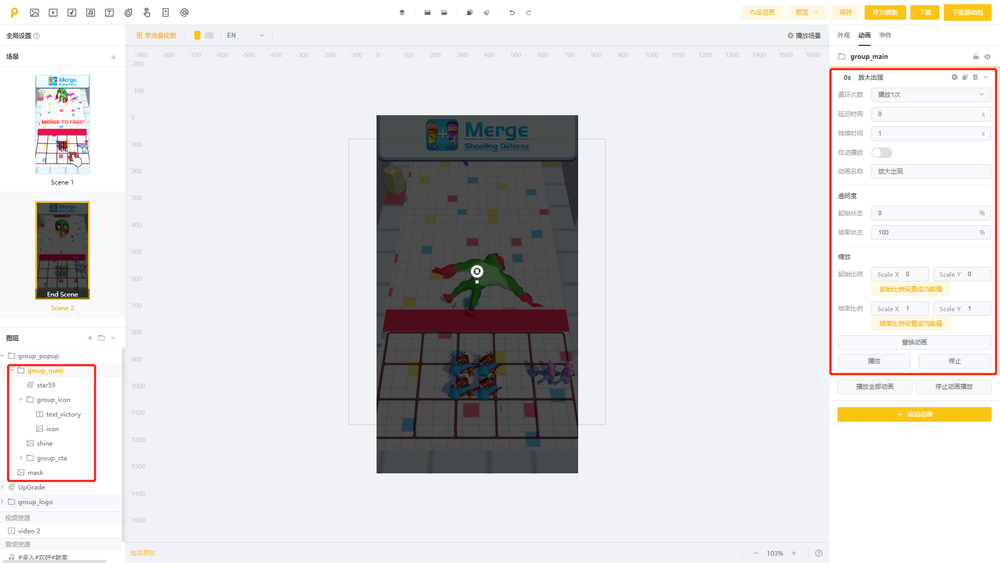 作品信息
预览
保存
存为模板
下载
下载基础包
全局设置
场景
Merge
MERGE TO FIGHT
Scene 1
End Scene
Scene 2
图层
group_popup
group_main
star59
group_icon
text_victory
icon
shine
group_cta
mask
UpGrade
group_logo
视频资源
video 2
音频资源
#多人#欢呼#鼓掌
单场景视图
EN
播放场景
-900 -800 -700 -600 -500 -400 -300 -200 -100 0 100 200 300 400 500 600 700 800 900 1000 1100 1200 1300 1400 1500 1600
-200
-100
0
100
200
300
400
500
600
700
800
900
1000
1100
1200
1300
1400
1500
Merge
Shooting Defense
包体预估
103%
外观 动画 事件
group_main
0s 放大出现
循环次数 播放1次
延迟时间 0 s
持续时间 1 s
自动播放
动画名称 放大出现
透明度
起始状态 0 %
结束状态 100 %
缩放
起始比例 Scale X 0 Scale Y 0
起始比例设置成当前值
结束比例 Scale X 1 Scale Y 1
结束比例设置成当前值
替换动画
播放 停止
播放全部动画 停止动画播放
+ 添加动画